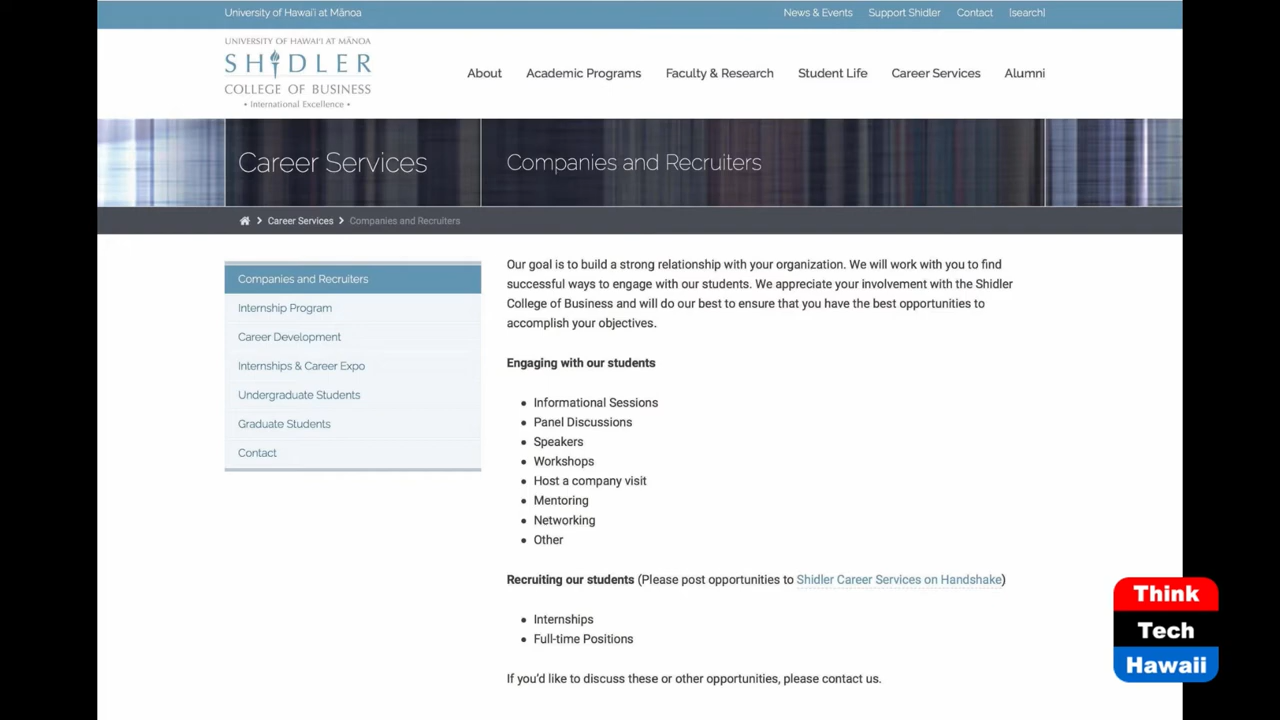 University of Hawaiʻi at Mānoa
News & Events Support Shidler Contact [search]
UNIVERSITY OF HAWAIʻI AT MĀNOA
SHIDLER
COLLEGE OF BUSINESS
• International Excellence •
About Academic Programs Faculty & Research Student Life Career Services Alumni
Career Services
Companies and Recruiters
Career Services Companies and Recruiters
Companies and Recruiters
Internship Program
Career Development
Internships & Career Expo
Undergraduate Students
Graduate Students
Contact
Our goal is to build a strong relationship with your organization. We will work with you to find
successful ways to engage with our students. We appreciate your involvement with the Shidler
College of Business and will do our best to ensure that you have the best opportunities to
accomplish your objectives.
Engaging with our students
• Informational Sessions
• Panel Discussions
• Speakers
• Workshops
• Host a company visit
• Mentoring
• Networking
• Other
Recruiting our students (Please post opportunities to Shidler Career Services on Handshake)
• Internships
• Full-time Positions
If you'd like to discuss these or other opportunities, please contact us.
Think
Tech
Hawaii